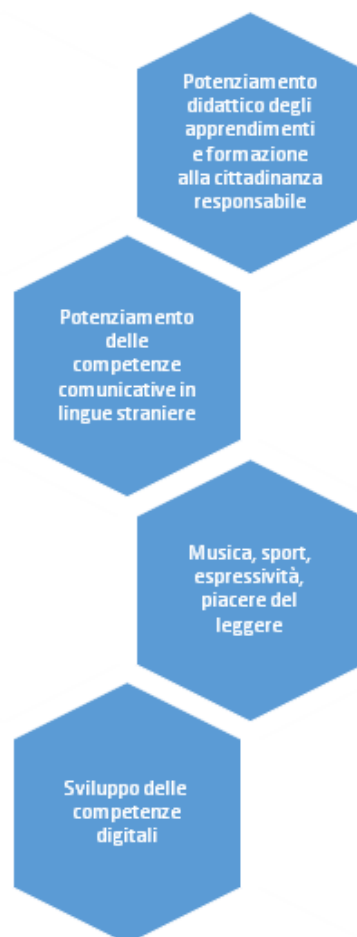 Potenziamento
didattico degli
apprendimenti
e formazione
alla cittadinanza
responsabile
Potenziamento
delle
competenze
comunicative in
lingue straniere
Musica, sport,
espressività,
piacere del
leggere
Sviluppo delle
competenze
digitali